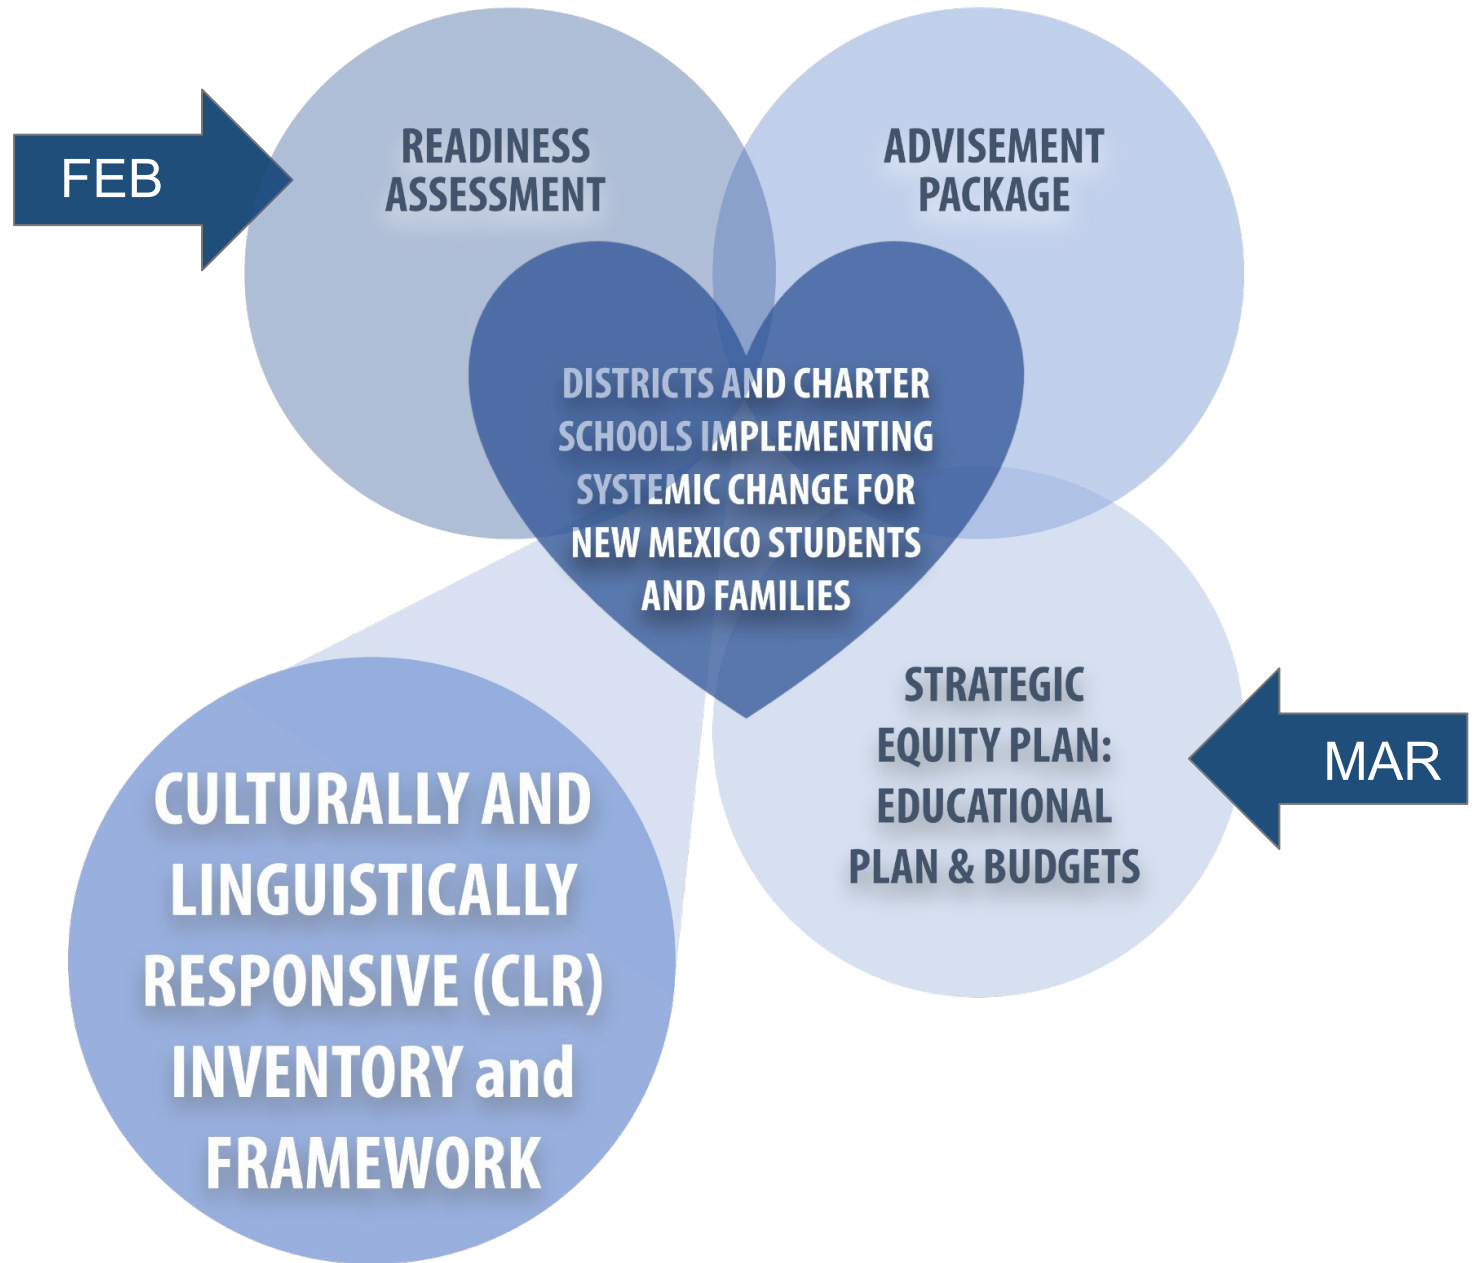 FEB
READINESS
ASSESSMENT
ADVISEMENT
PACKAGE
DISTRICTS AND CHARTER
SCHOOLS IMPLEMENTING
SYSTEMIC CHANGE FOR
NEW MEXICO STUDENTS
AND FAMILIES
STRATEGIC
EQUITY PLAN:
EDUCATIONAL
PLAN & BUDGETS
MAR
CULTURALLY AND
LINGUISTICALLY
RESPONSIVE (CLR)
INVENTORY and
FRAMEWORK